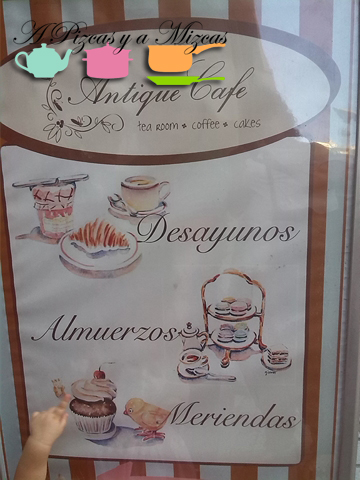 A Pizcas y a Mizcas
Antique Cafe
tea room * coffee * cakes
Desayunos
Almuerzos
Meriendas